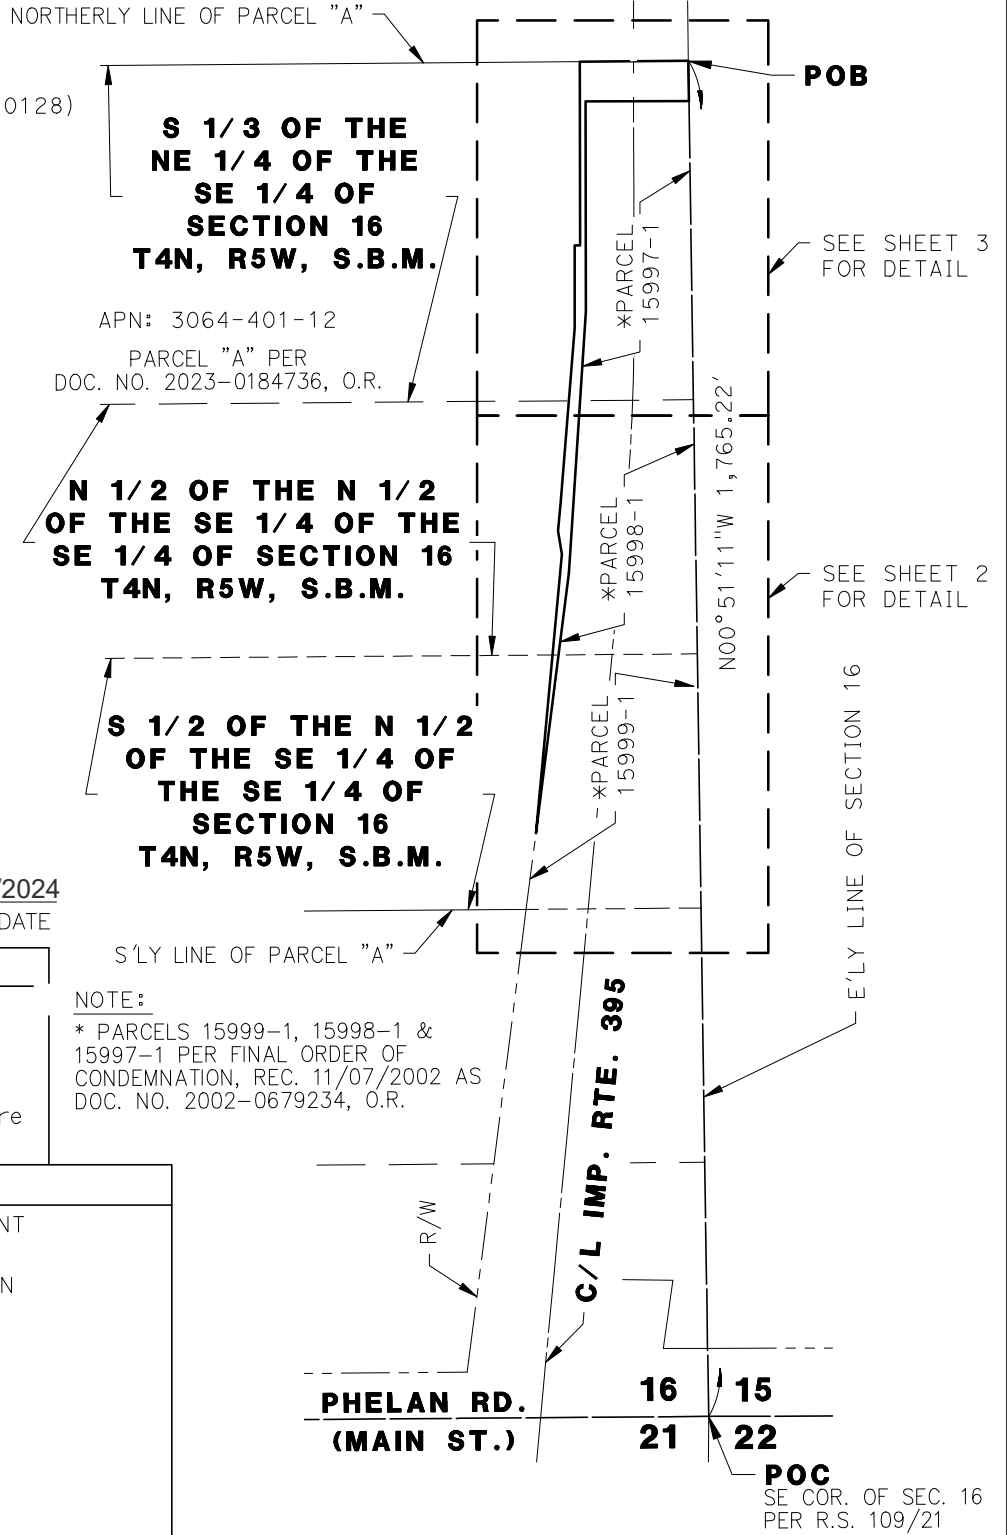 NORTHERLY LINE OF PARCEL "A"
POB
0128)
S 1/3 OF THE
NE 1/4 OF THE
SE 1/4 OF
SECTION 16
T4N, R5W, S.B.M.
*PARCEL
15997-1
SEE SHEET 3
FOR DETAIL
APN: 3064-401-12
PARCEL "A" PER
DOC. NO. 2023-0184736, O.R.
N00°51'11"W 1,765.22'
N 1/2 OF THE N 1/2
OF THE SE 1/4 OF THE
SE 1/4 OF SECTION 16
T4N, R5W, S.B.M.
*PARCEL
15998-1
SEE SHEET 2
FOR DETAIL
S 1/2 OF THE N 1/2
OF THE SE 1/4 OF
THE SE 1/4 OF
SECTION 16
T4N, R5W, S.B.M.
*PARCEL
15999-1
E'LY LINE OF SECTION 16
/2024
DATE
S'LY LINE OF PARCEL "A"
NOTE:
* PARCELS 15999-1, 15998-1 &
15997-1 PER FINAL ORDER OF
CONDEMNATION, REC. 11/07/2002 AS
DOC. NO. 2002-0679234, O.R.
re
NT
N
R/W
C/L IMP. RTE. 395
PHELAN RD.
(MAIN ST.)
16 15
21 22
POC
SE COR. OF SEC. 16
PER R.S. 109/21